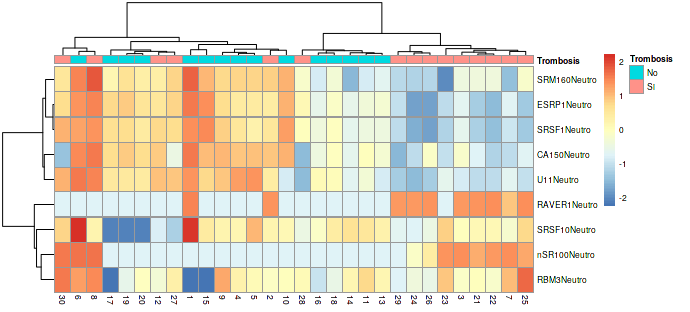 Trombosis
Trombosis
No
SI
2
1
0
-1
-2
SRM160Neutro
ESRP1Neutro
SRSF1Neutro
CA150Neutro
U11Neutro
RAVER1Neutro
SRSF10Neutro
nSR100Neutro
RBM3Neutro
30 6 8 17 19 20 12 27 1 15 9 4 5 2 10 28 16 18 14 11 13 29 24 26 23 3 21 22 7 25